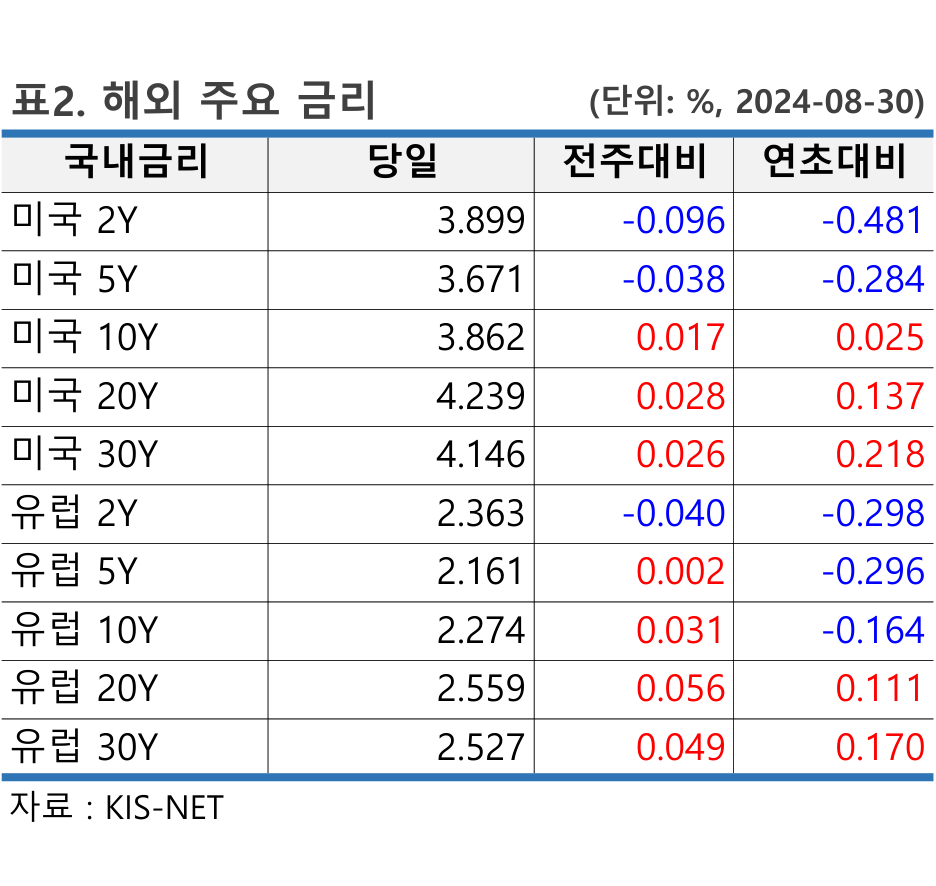 표2. 해외 주요 금리 (단위: %, 2024-08-30)
국내금리 당일 전주대비 연초대비
미국 2Y 3.899 -0.096 -0.481
미국 5Y 3.671 -0.038 -0.284
미국 10Y 3.862 0.017 0.025
미국 20Y 4.239 0.028 0.137
미국 30Y 4.146 0.026 0.218
유럽 2Y 2.363 -0.040 -0.298
유럽 5Y 2.161 0.002 -0.296
유럽 10Y 2.274 0.031 -0.164
유럽 20Y 2.559 0.056 0.111
유럽 30Y 2.527 0.049 0.170
자료 : KIS-NET